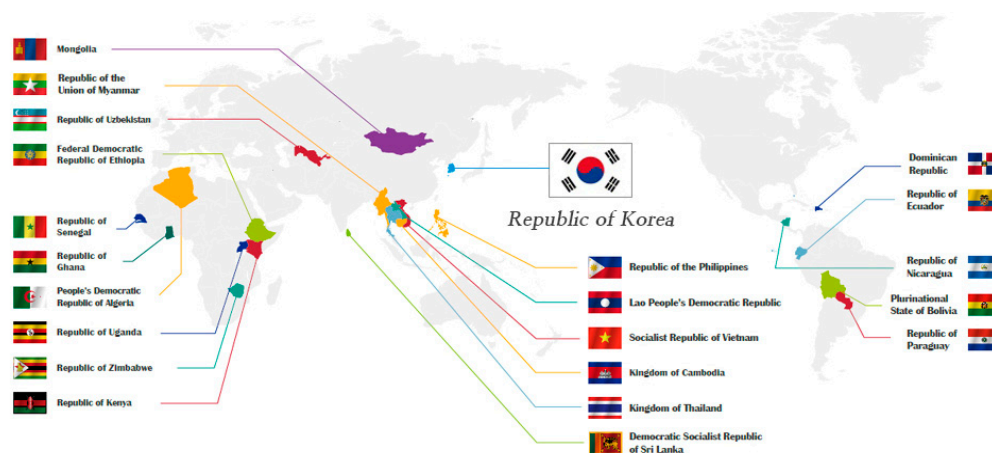 Mongolia
Republic of the
Union of Myanmar
Republic of Uzbekistan
Federal Democratic
Republic of Ethiopia
Republic of
Senegal
Republic of
Ghana
People's Democratic
Republic of Algeria
Republic of Uganda
Republic of Zimbabwe
Republic of Kenya
Republic of Korea
Republic of the Philippines
Lao People's Democratic Republic
Socialist Republic of Vietnam
Kingdom of Cambodia
Kingdom of Thailand
Democratic Socialist Republic
of Sri Lanka
Dominican
Republic
Republic of
Ecuador
Republic of
Nicaragua
Plurinational
State of Bolivia
Republic of
Paraguay